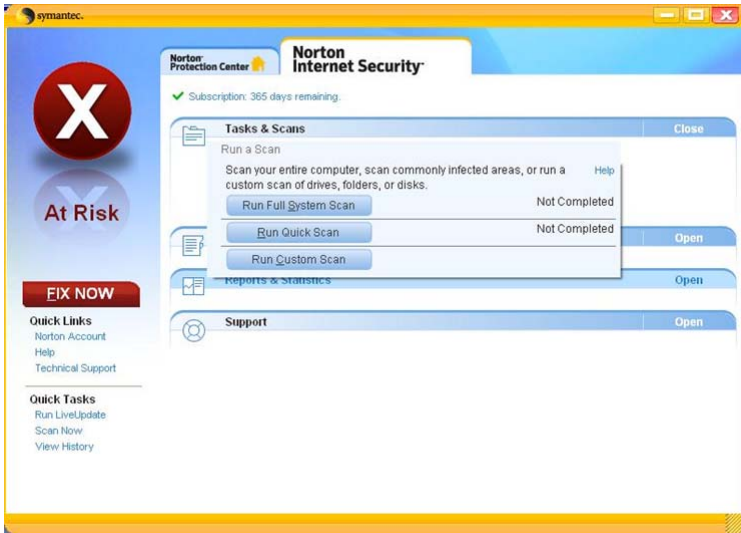 symantec.
Norton
Protection Center
Norton
Internet Security
Subscription: 365 days remaining.
Tasks & Scans Close
Run a Scan
Scan your entire computer, scan commonly infected areas, or run a Help
custom scan of drives, folders, or disks.
Run Full System Scan Not Completed
Run Quick Scan Not Completed
Run Custom Scan
Open
Reports & Statistics Open
Support Open
X
At Risk
FIX NOW
Quick Links
Norton Account
Help
Technical Support
Quick Tasks
Run LiveUpdate
Scan Now
View History